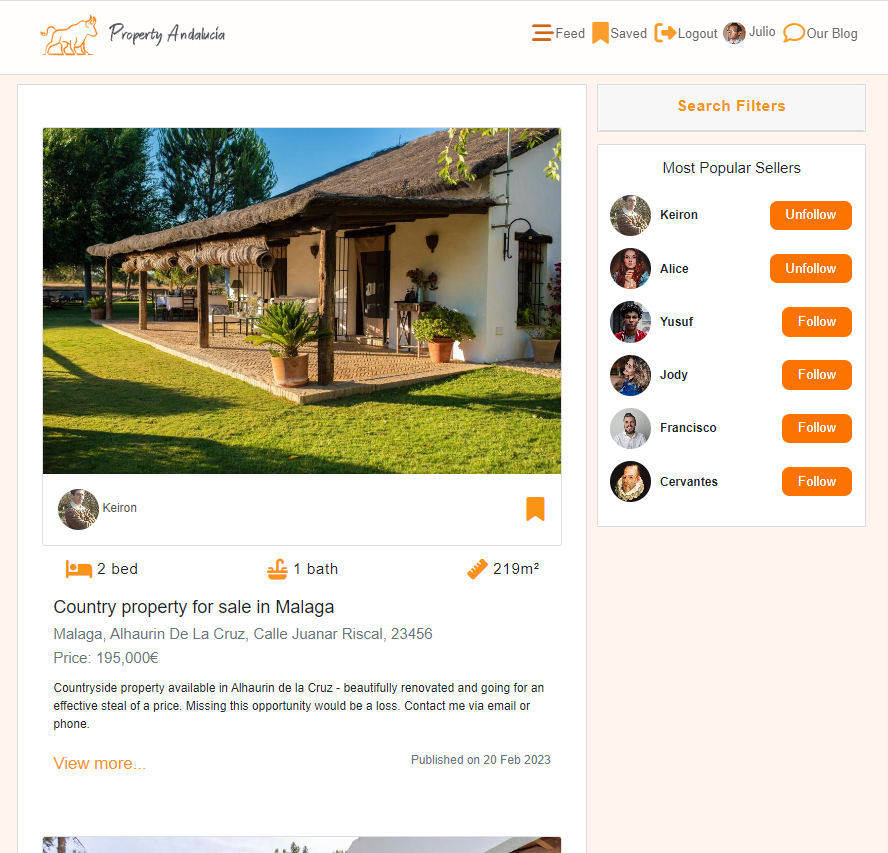 Property Andalucía
Feed Saved Logout Julio Our Blog
Search Filters
Most Popular Sellers
Keiron Unfollow
Alice Unfollow
Yusuf Follow
Jody Follow
Francisco Follow
Cervantes Follow
Keiron
2 bed 1 bath 219m²
Country property for sale in Malaga
Malaga, Alhaurin De La Cruz, Calle Juanar Riscal, 23456
Price: 195,000€
Countryside property available in Alhaurin de la Cruz - beautifully renovated and going for an
effective steal of a price. Missing this opportunity would be a loss. Contact me via email or
phone.
View more... Published on 20 Feb 2023